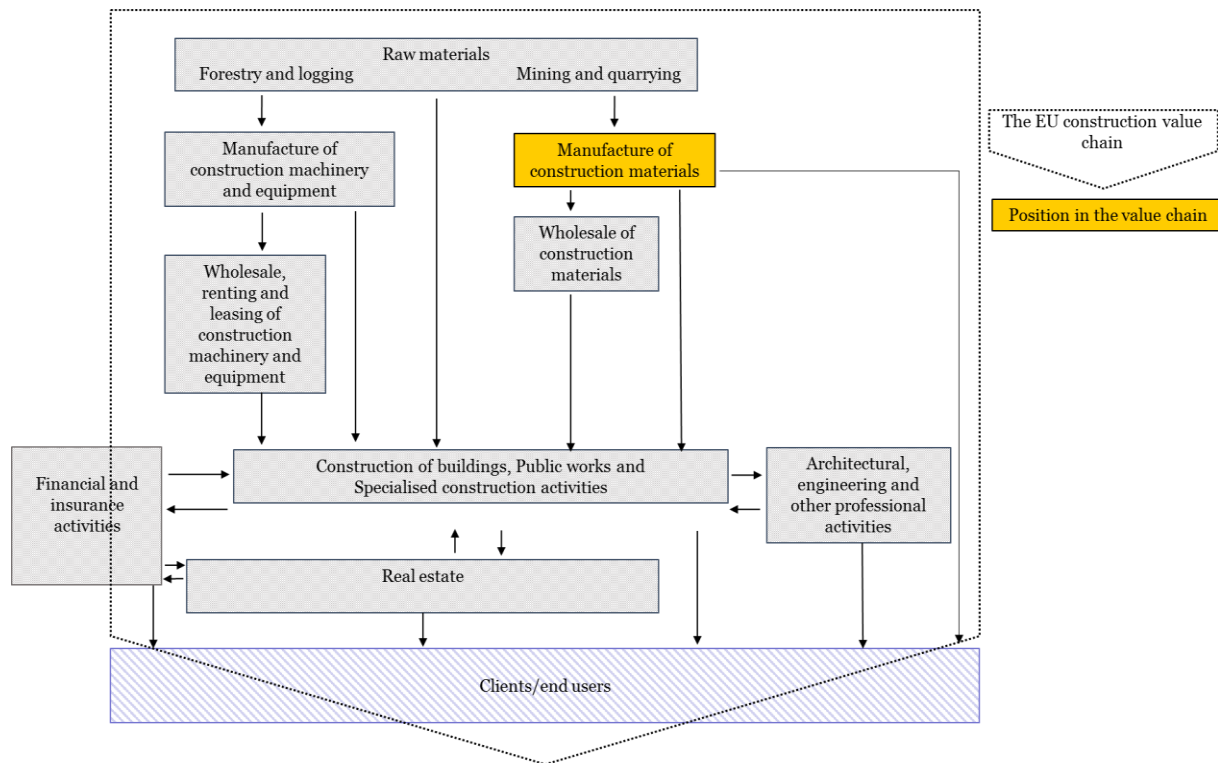 Raw materials
Forestry and logging
Mining and quarrying
Manufacture of
construction machinery
and equipment
Manufacture of
construction materials
The EU construction value
chain
Position in the value chain
Wholesale of
construction
materials
Wholesale,
renting and
leasing of
construction
machinery and
equipment
Financial and
insurance
activities
Construction of buildings, Public works and
Specialised construction activities
Architectural,
engineering and
other professional
activities
Real estate
Clients/end users